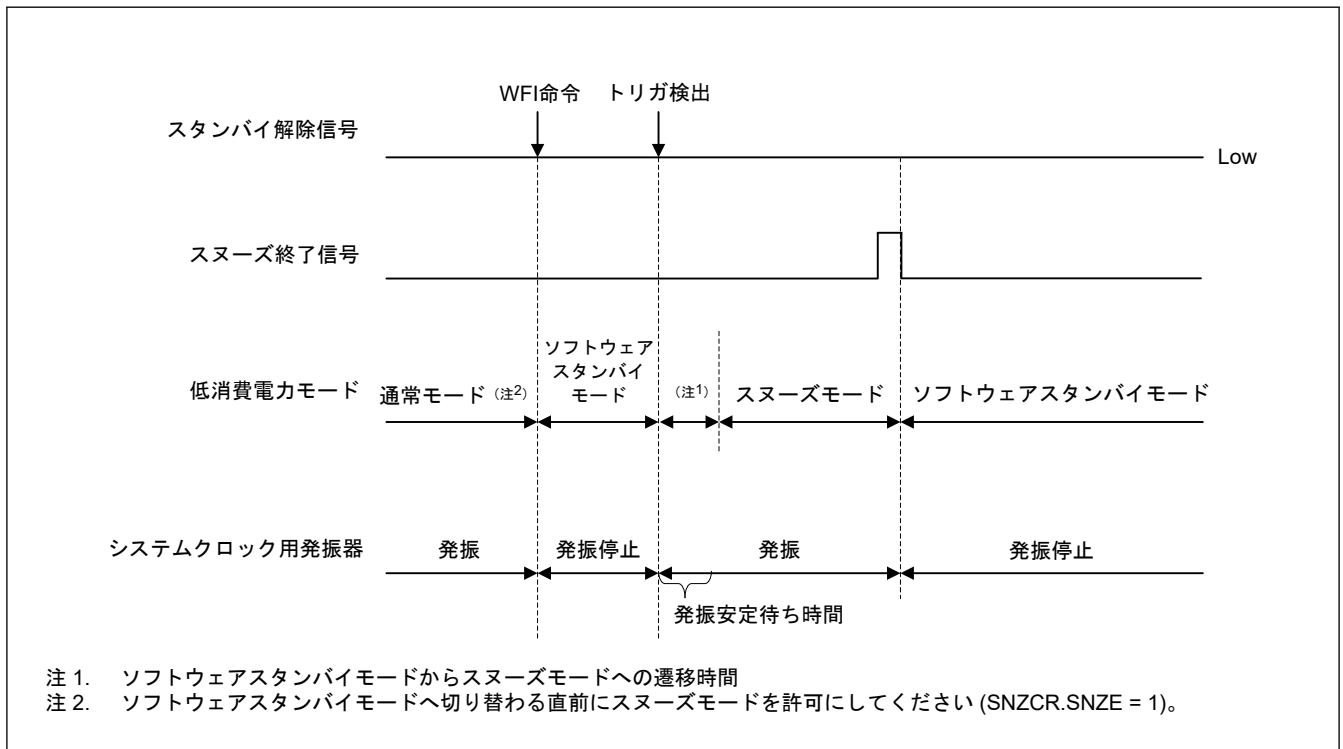 WFI命令 トリガ検出
スタンバイ解除信号
Low
スヌーズ終了信号
低消費電力モード
通常モード (注2)
ソフトウェア
スタンバイ
モード
(注1)
スヌーズモード
ソフトウェアスタンバイモード
システムクロック用発振器
発振
発振停止
発振
発振停止
発振安定待ち時間
注 1. ソフトウェアスタンバイモードからスヌーズモードへの遷移時間
注 2. ソフトウェアスタンバイモードへ切り替わる直前にスヌーズモードを許可にしてください (SNZCR.SNZE = 1)。